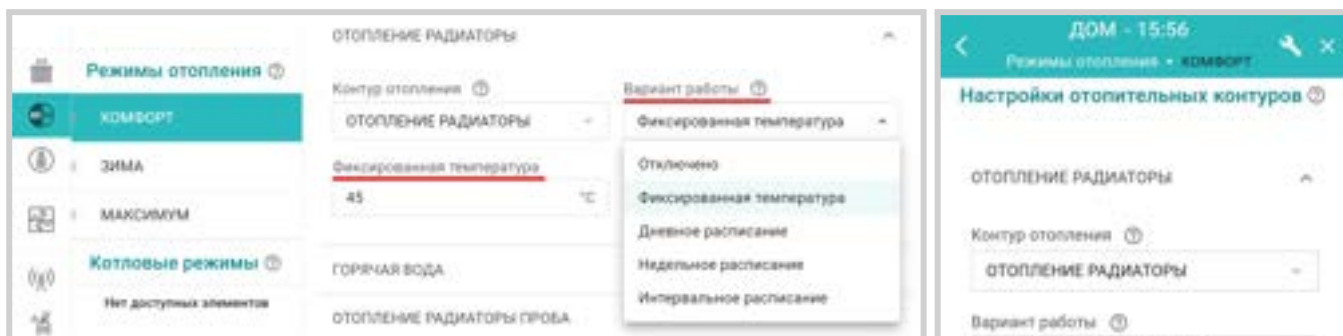 ОТОПЛЕНИЕ РАДИАТОРЫ
Режимы отопления
Контур отопления
Вариант работы
КОМФОРТ
ОТОПЛЕНИЕ РАДИАТОРЫ
Фиксированная температура
ЗИМА
Фиксированная температура
Отключено
45 °C
Фиксированная температура
МАКСИМУМ
Дневное расписание
Котловые режимы
ГОРЯЧАЯ ВОДА
Недельное расписание
Нет доступных элементов
Интервальное расписание
ОТОПЛЕНИЕ РАДИАТОРЫ ПРОБА
ДОМ - 15:56
Режимы отопления • КОМФОРТ
Настройки отопительных контуров
ОТОПЛЕНИЕ РАДИАТОРЫ
Контур отопления
ОТОПЛЕНИЕ РАДИАТОРЫ
Вариант работы